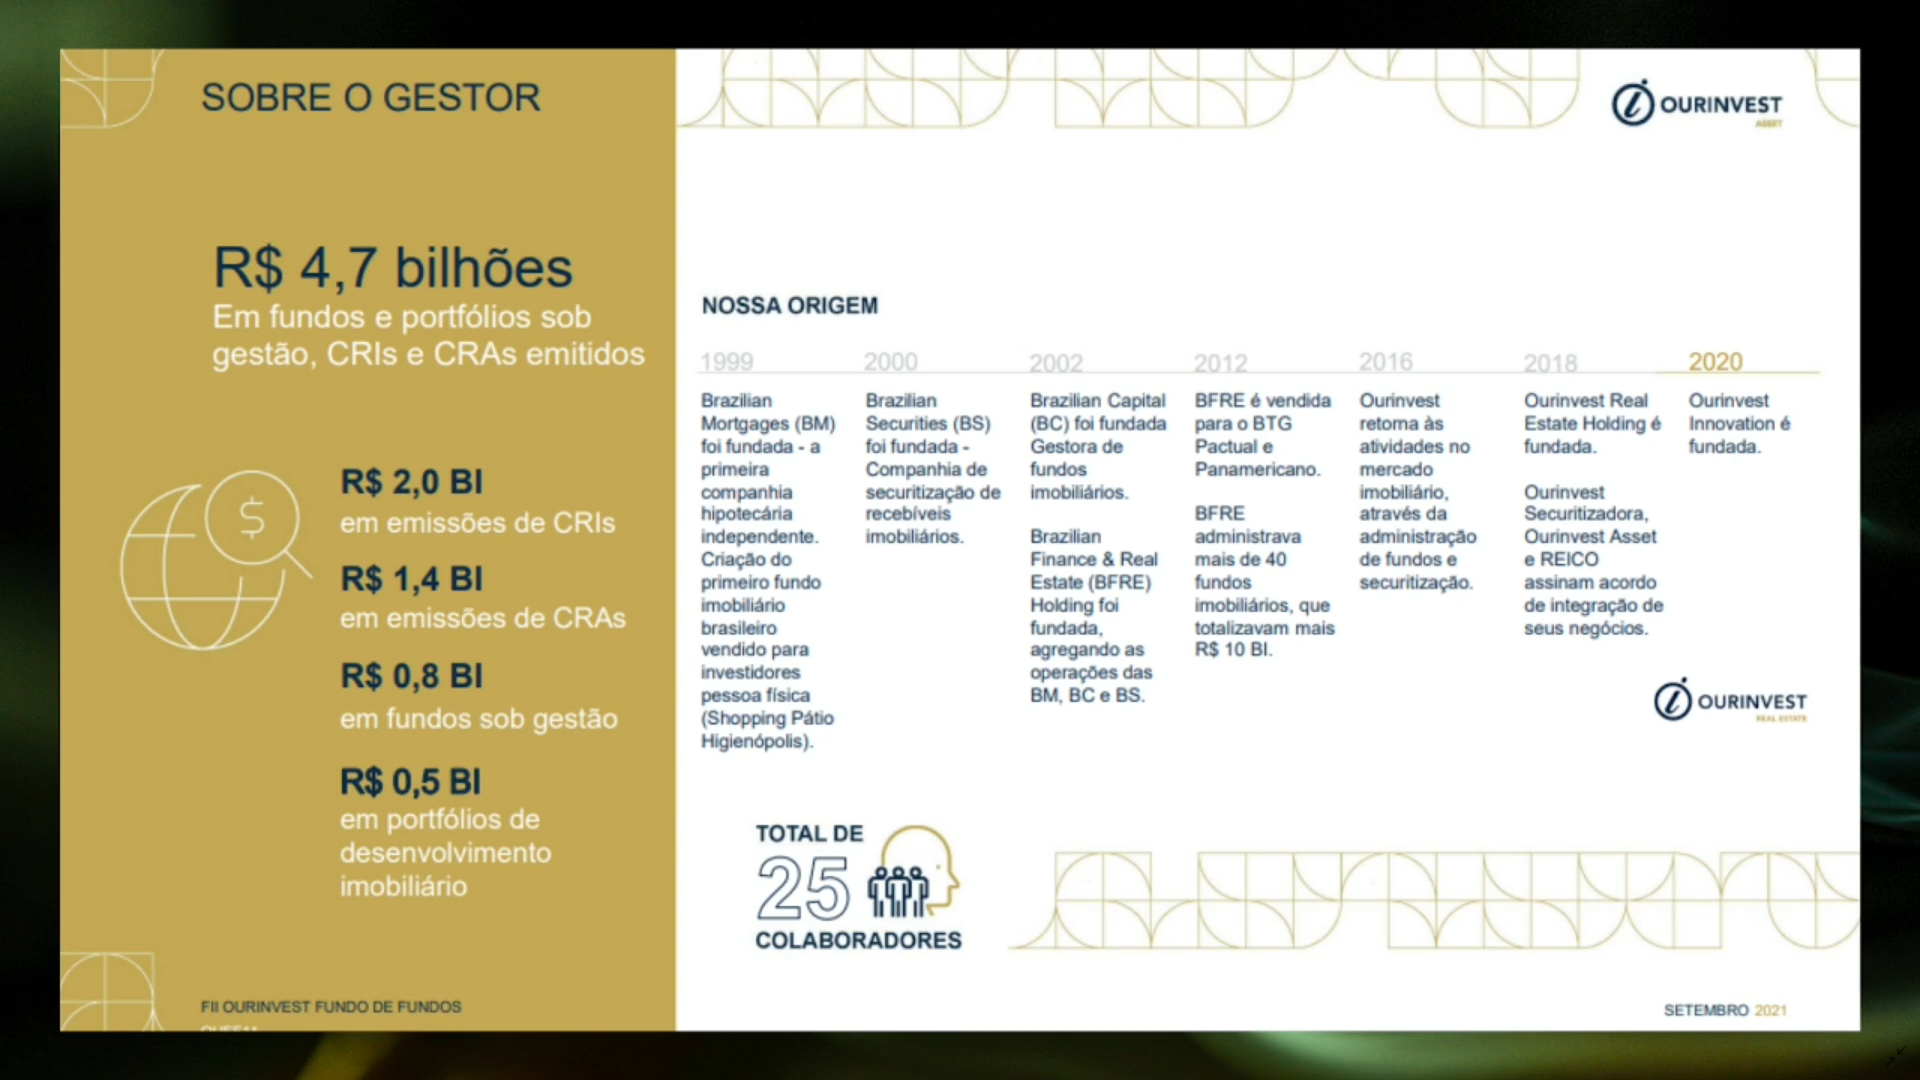 SOBRE O GESTOR
R$ 4,7 bilhões
Em fundos e portfólios sob
gestão, CRIs e CRAs emitidos
R$ 2,0 BI
em emissões de CRIs
R$ 1,4 BI
em emissões de CRAs
R$ 0,8 BI
em fundos sob gestão
R$ 0,5 BI
em portfólios de
desenvolvimento
imobiliário
FII OURINVEST FUNDO DE FUNDOS
OURINVEST
ASSET
NOSSA ORIGEM
1999
Brazilian
Mortgages (BM)
foi fundada - a
primeira
companhia
hipotecária
independente.
Criação do
primeiro fundo
imobiliário
brasileiro
vendido para
investidores
pessoa física
(Shopping Pátio
Higienópolis).
2000
Brazilian
Securities (BS)
foi fundada -
Companhia de
securitização de
recebíveis
imobiliários.
2002
Brazilian Capital
(BC) foi fundada
Gestora de
fundos
imobiliários.
Brazilian
Finance & Real
Estate (BFRE)
Holding foi
fundada,
agregando as
operações das
BM, BC e BS.
2012
BFRE é vendida
para o BTG
Pactual e
Panamericano.
BFRE
administrava
mais de 40
fundos
imobiliários, que
totalizavam mais
R$ 10 BI.
2016
Ourinvest
retorna às
atividades no
mercado
imobiliário,
através da
administração
de fundos e
securitização.
2018
Ourinvest Real
Estate Holding é
fundada.
Ourinvest
Securitizadora,
Ourinvest Asset
e REICO
assinam acordo
de integração de
seus negócios.
2020
Ourinvest
Innovation é
fundada.
OURINVEST
REAL ESTATE
TOTAL DE
25
COLABORADORES
SETEMBRO 2021